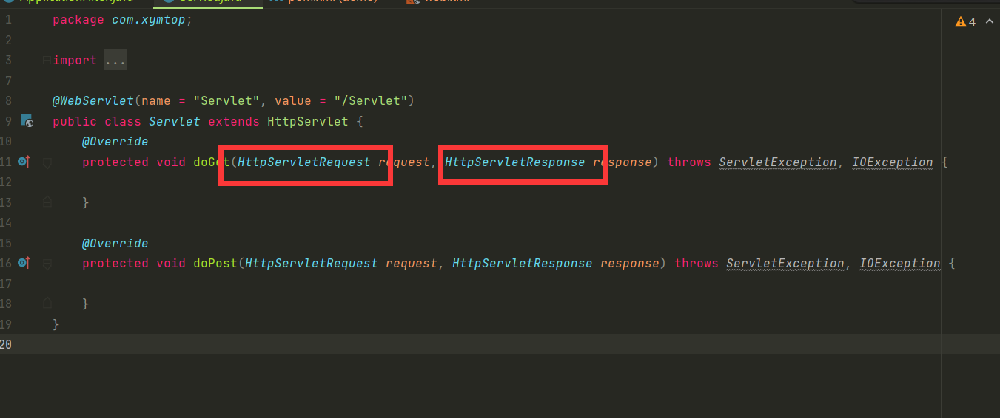 1 package com.xymtop;
2
3 import ...
7
8 @WebServlet(name = "Servlet", value = "/Servlet")
9 public class Servlet extends HttpServlet {
10 @Override
11 protected void doGet(HttpServletRequest request, HttpServletResponse response) throws ServletException, IOException {
12
13 }
14
15 @Override
16 protected void doPost(HttpServletRequest request, HttpServletResponse response) throws ServletException, IOException {
17
18 }
19 }
20
4